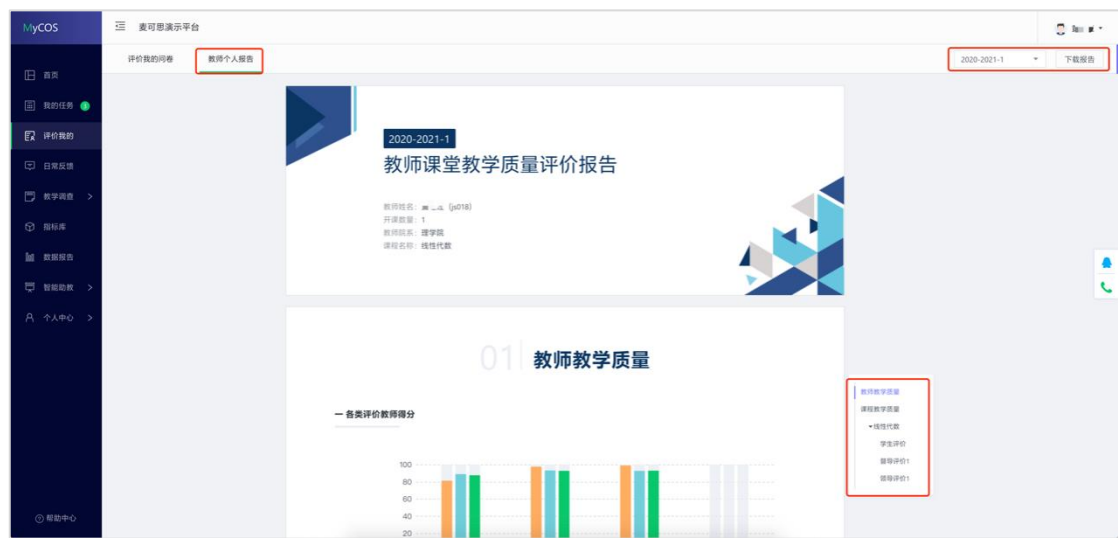 MyCOS
麦可思演示平台
评价我的问卷
教师个人报告
2020-2021-1
下载报告
首页
我的任务
评价我的
日常反馈
教学调查
指标库
数据报告
智能助教
个人中心
帮助中心
2020-2021-1
教师课堂教学质量评价报告
教师姓名： (js018)
开课数量：1
教师院系：理学院
课程名称：线性代数
01 教师教学质量
一 各类评价教师得分
100
80
60
40
20
教师教学质量
课程教学质量
线性代数
学生评价
督导评价1
领导评价1